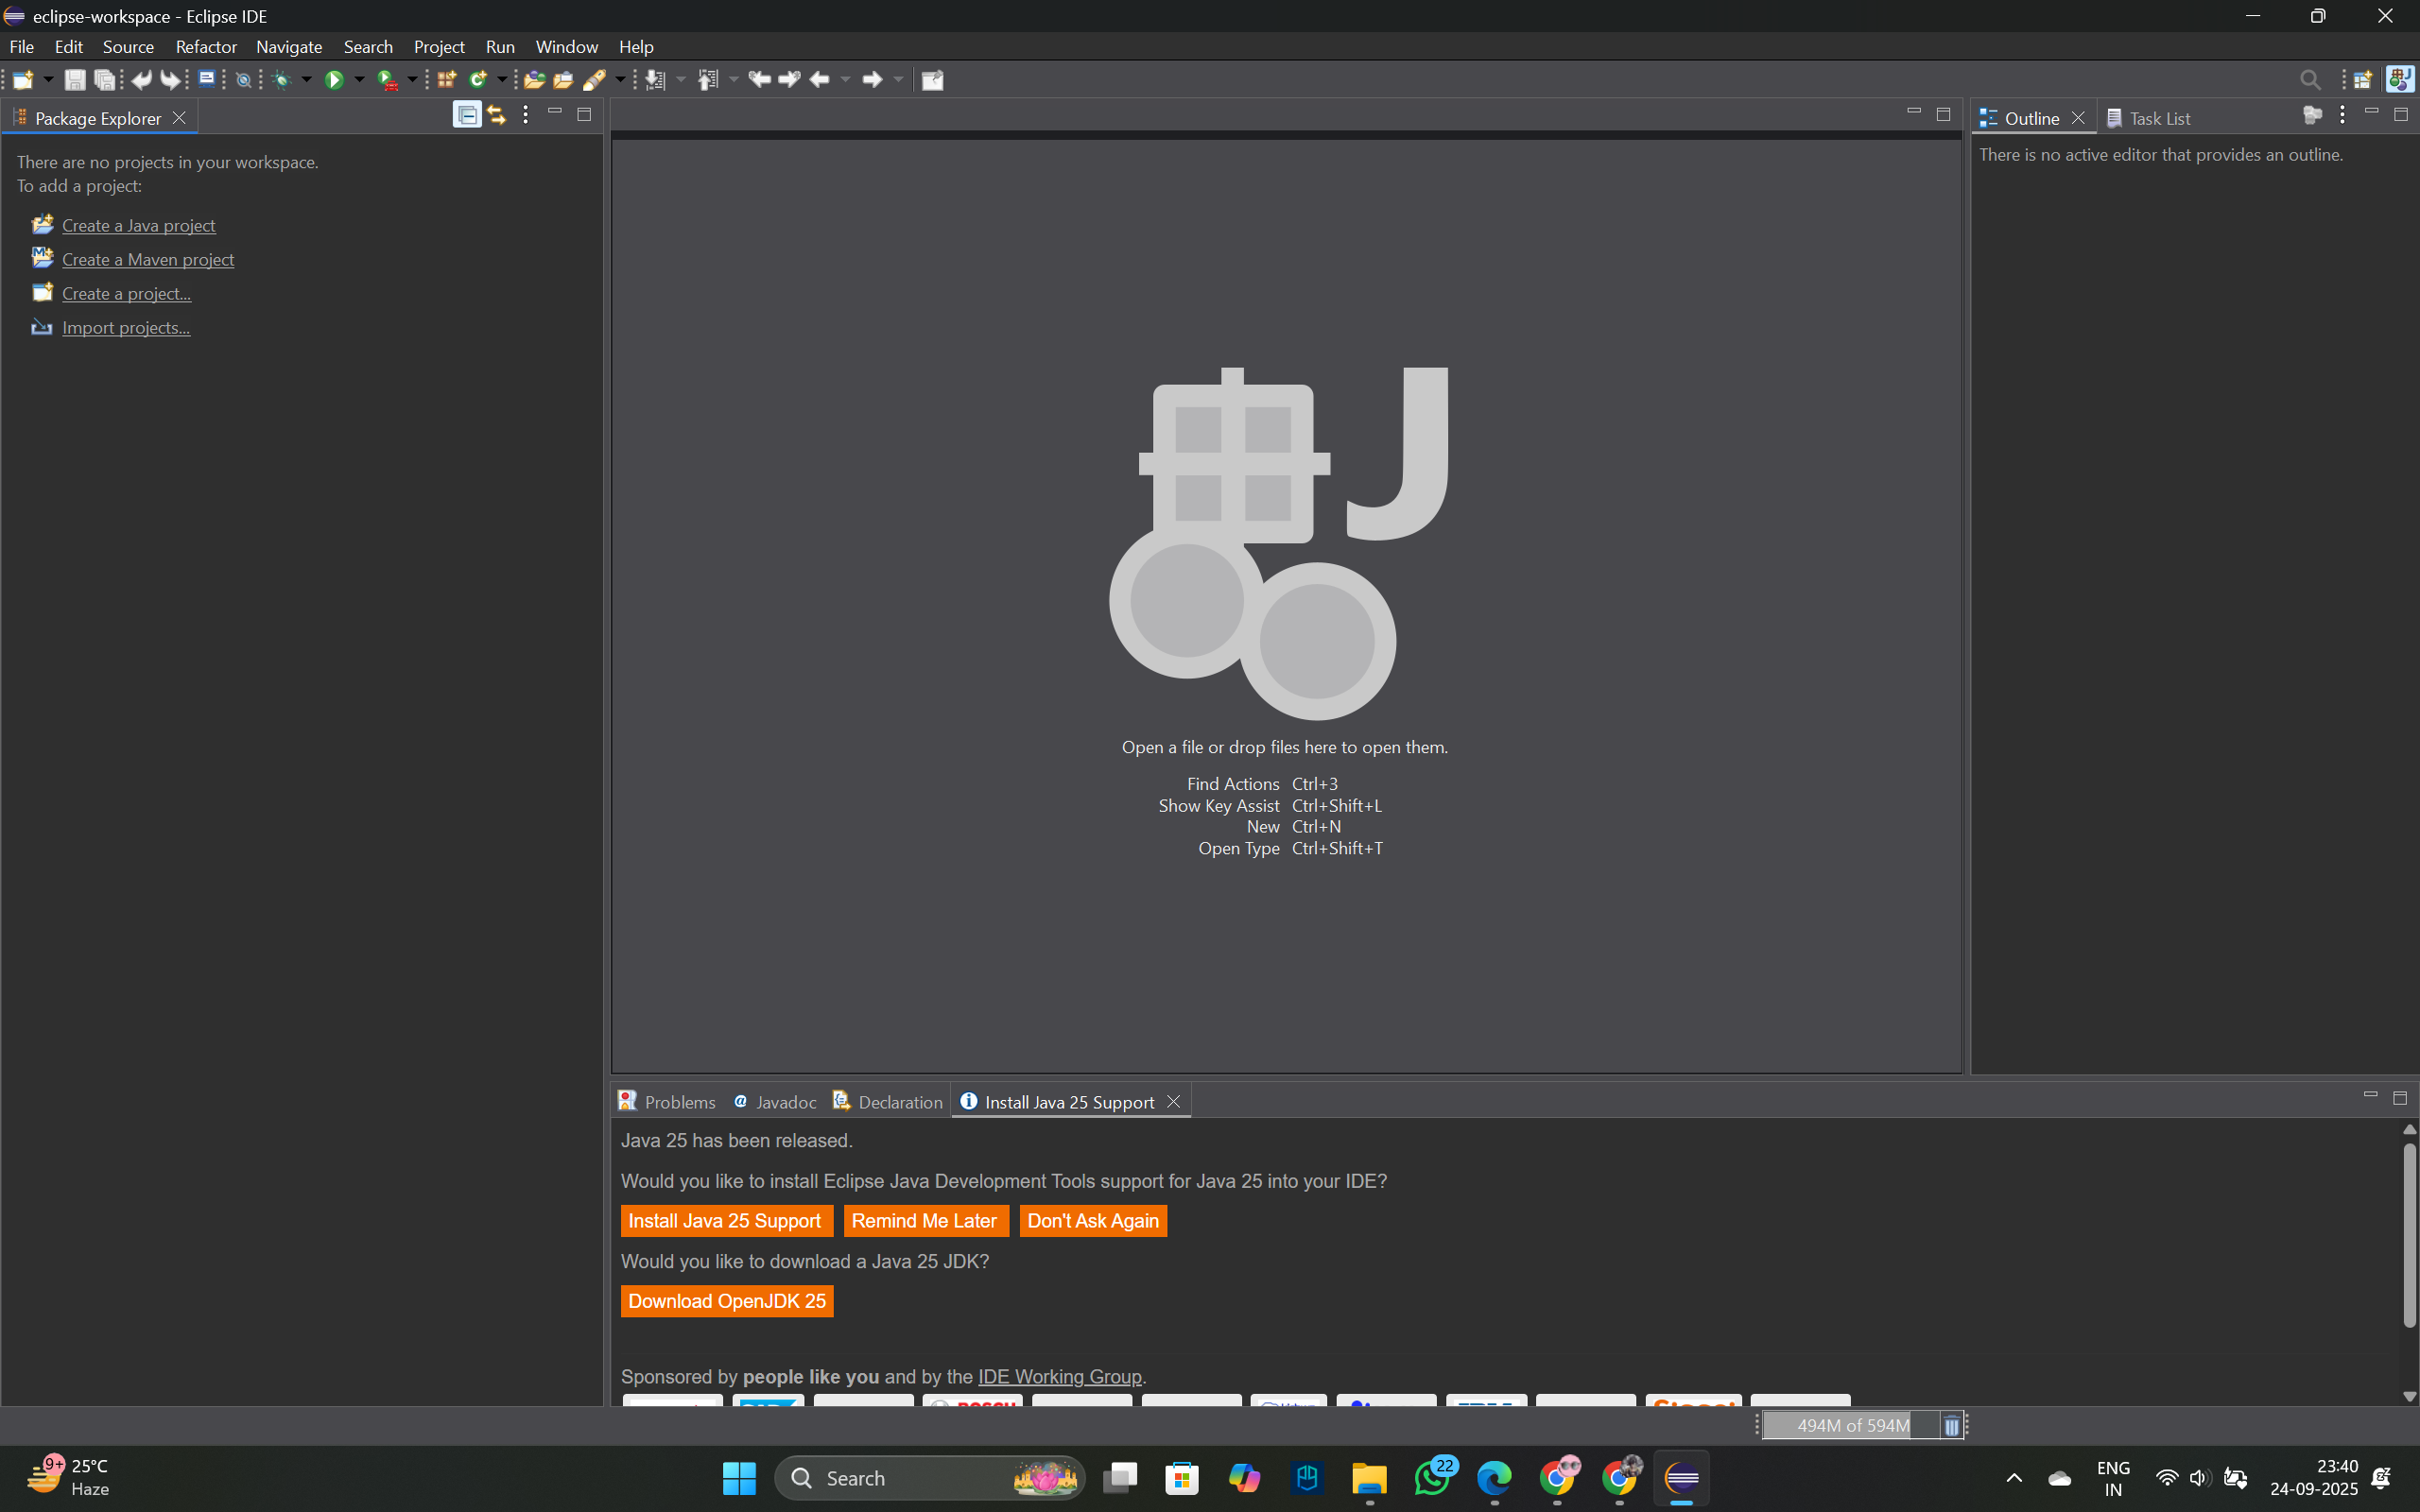 eclipse-workspace - Eclipse IDE
File Edit Source Refactor Navigate Search Project Run Window Help
Package Explorer
There are no projects in your workspace.
To add a project:
Create a Java project
Create a Maven project
Create a project...
Import projects...
J
Open a file or drop files here to open them.
Find Actions Ctrl+3
Show Key Assist Ctrl+Shift+L
New Ctrl+N
Open Type Ctrl+Shift+T
Outline Task List
There is no active editor that provides an outline.
Problems @ Javadoc Declaration Install Java 25 Support
Java 25 has been released.
Would you like to install Eclipse Java Development Tools support for Java 25 into your IDE?
Install Java 25 Support Remind Me Later Don't Ask Again
Would you like to download a Java 25 JDK?
Download OpenJDK 25
Sponsored by people like you and by the IDE Working Group.
494M of 594M
9+ 25°C
Haze
Search
22
ENG
IN
23:40
24-09-2025